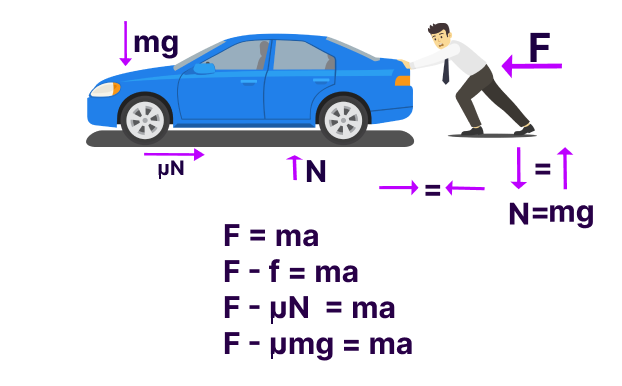 mg
F
μN
N
=
=
N=mg
F = ma
F - f = ma
F - μN = ma
F - μmg = ma